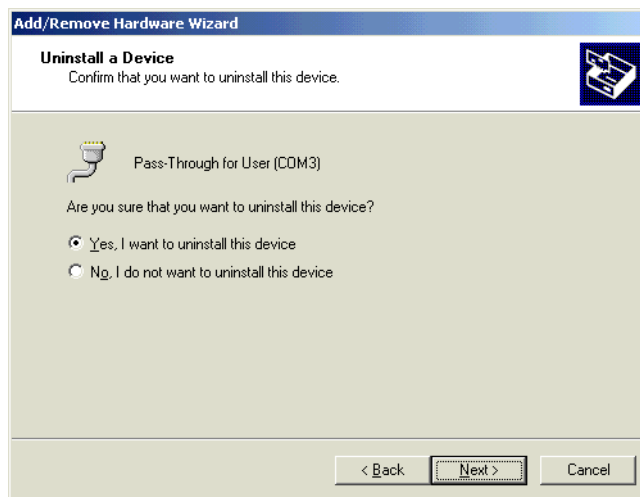 Add/Remove Hardware Wizard
Uninstall a Device
Confirm that you want to uninstall this device.
Pass-Through for User (COM3)
Are you sure that you want to uninstall this device?
Yes, I want to uninstall this device
No, I do not want to uninstall this device
< Back Next > Cancel